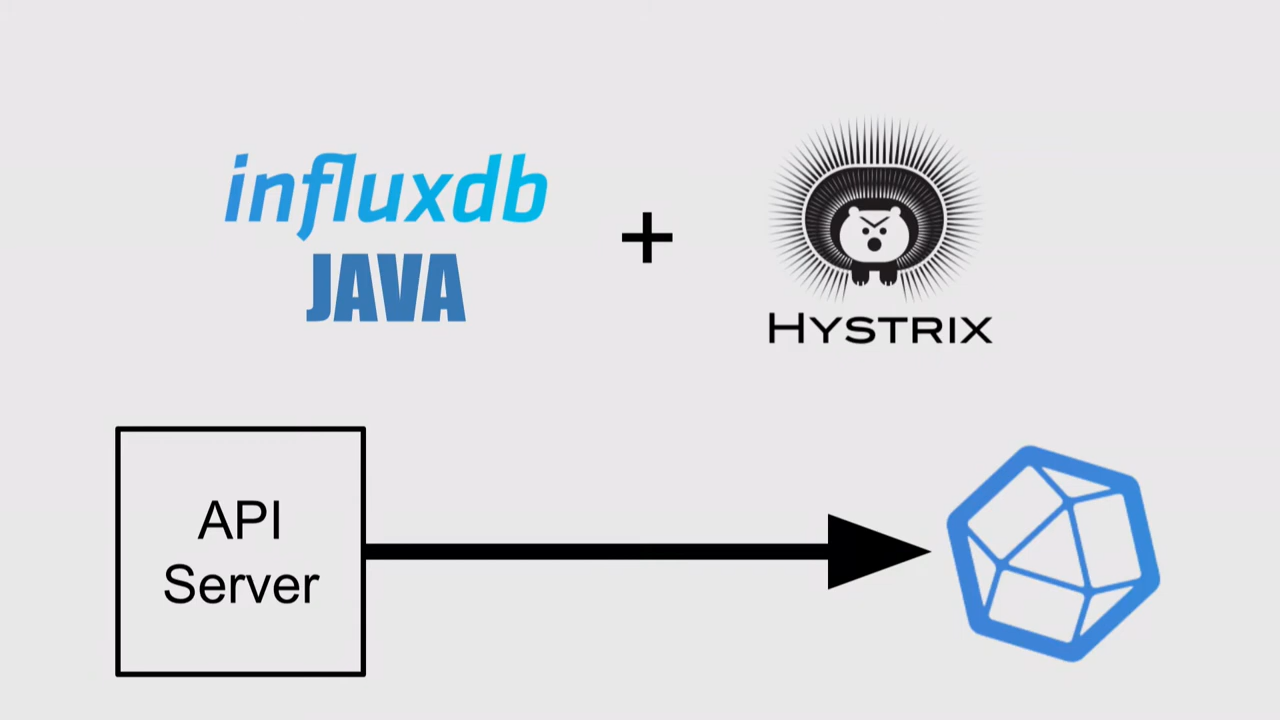 influxdb
JAVA
+
HYSTRIX
API
Server